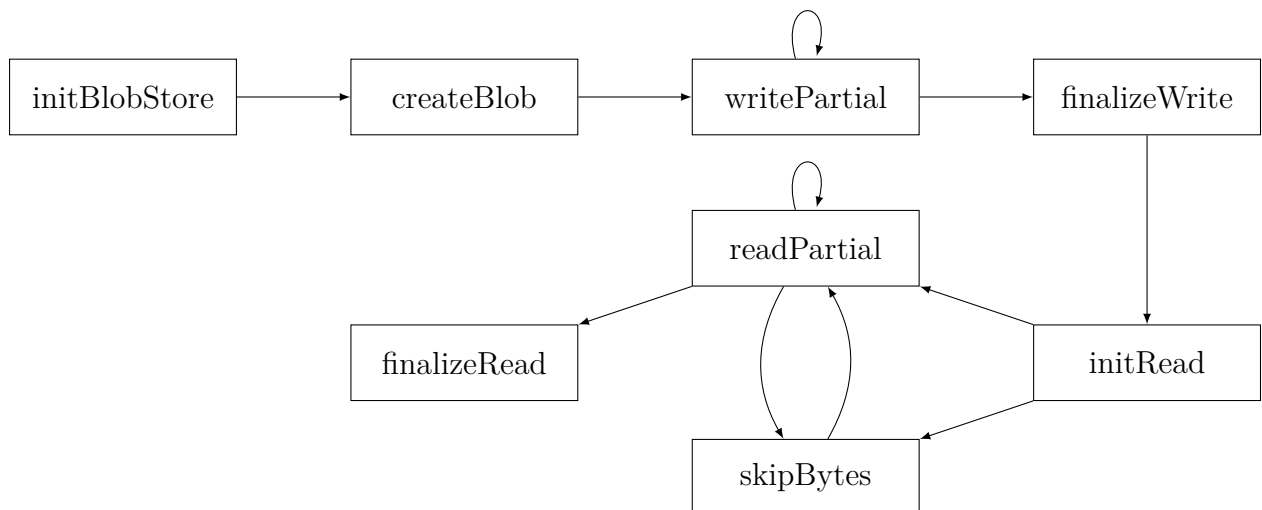 initBlobStore
createBlob
writePartial
finalizeWrite
readPartial
finalizeRead
initRead
skipBytes